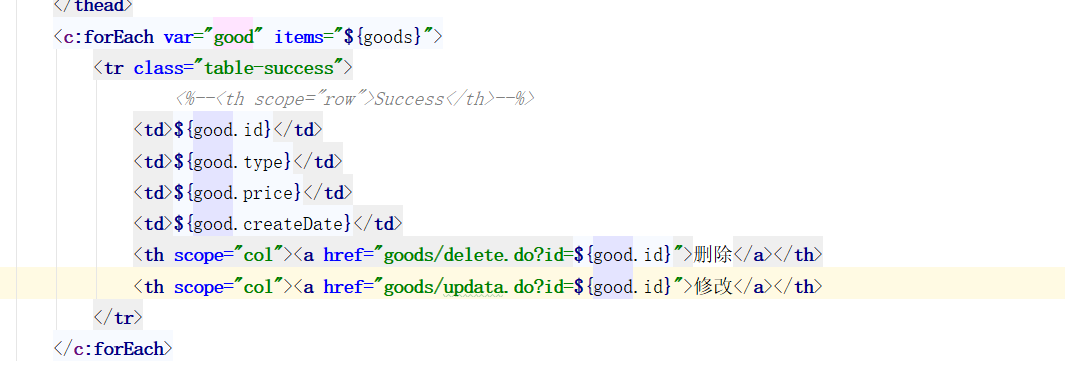 </thead>
<c:forEach var="good" items="${goods}">
<tr class="table-success">
<%--<th scope="row">Success</th>--%>
<td>${good.id}</td>
<td>${good.type}</td>
<td>${good.price}</td>
<td>${good.createDate}</td>
<th scope="col"><a href="goods/delete.do?id=${good.id}">删除</a></th>
<th scope="col"><a href="goods/updata.do?id=${good.id}">修改</a></th>
</tr>
</c:forEach>